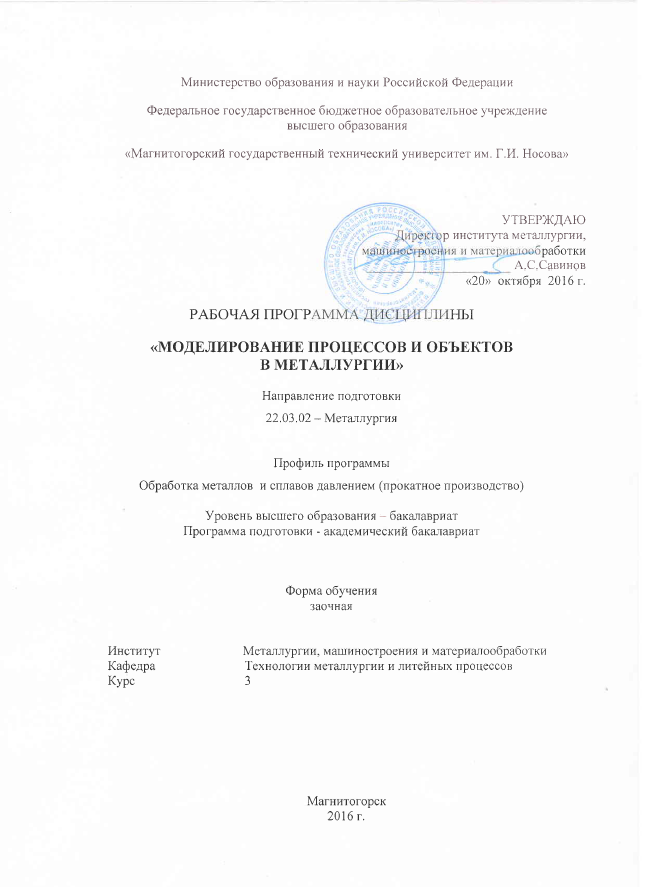 Министерство образования и науки Российской Федерации
Федеральное государственное бюджетное образовательное учреждение
высшего образования
«Магнитогорский государственный технический университет им. Г.И. Носова»
УТВЕРЖДАЮ
Директор института металлургии,
машиностроения и материалообработки
А.С.Савинов
«20» октября 2016 г.
РАБОЧАЯ ПРОГРАММА ДИСЦИПЛИНЫ
«МОДЕЛИРОВАНИЕ ПРОЦЕССОВ И ОБЪЕКТОВ
В МЕТАЛЛУРГИИ»
Направление подготовки
22.03.02 – Металлургия
Профиль программы
Обработка металлов и сплавов давлением (прокатное производство)
Уровень высшего образования – бакалавриат
Программа подготовки - академический бакалавриат
Форма обучения
заочная
Институт Металлургии, машиностроения и материалообработки
Кафедра Технологии металлургии и литейных процессов
Курс 3
Магнитогорск
2016 г.